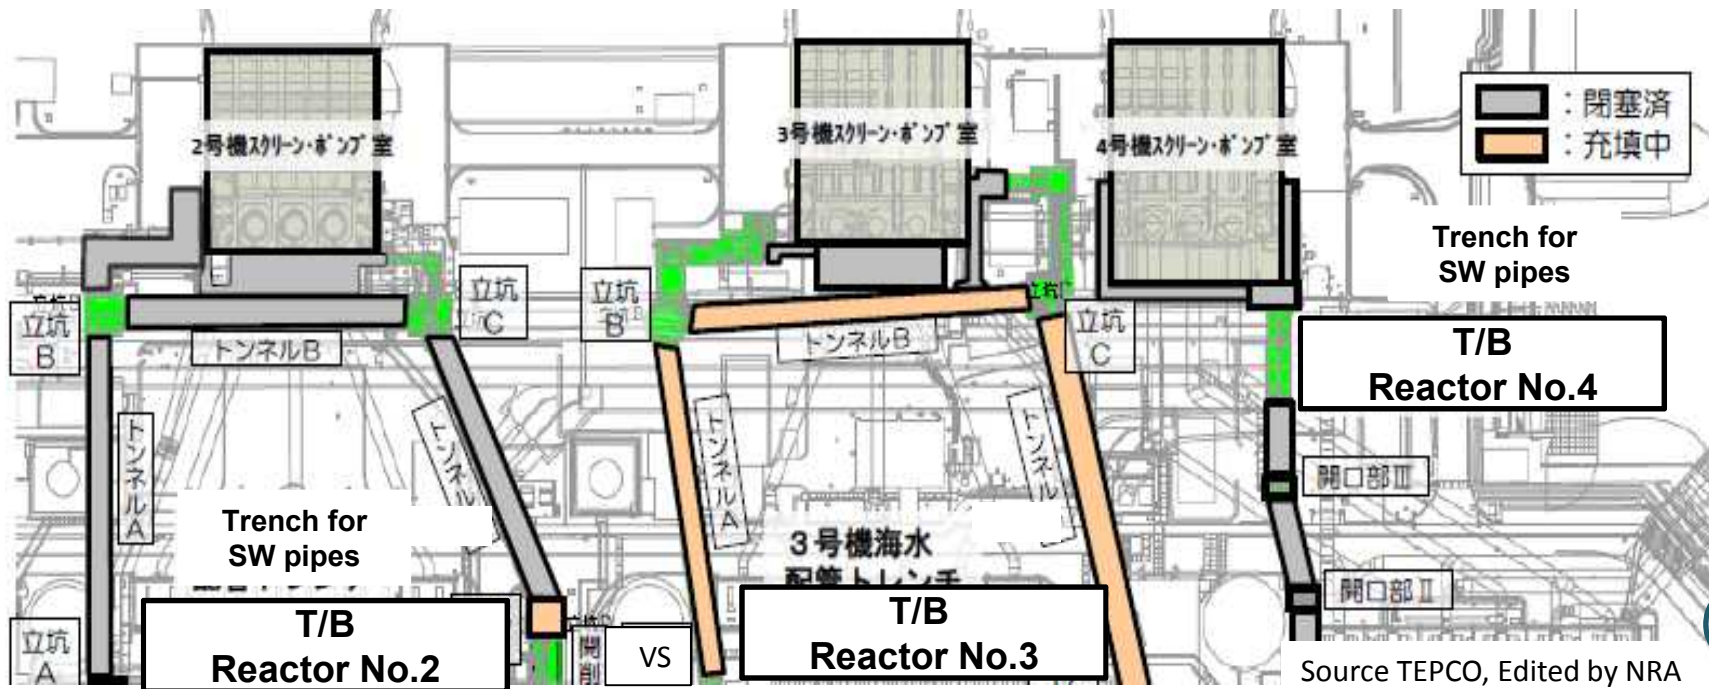 2号機スクリーン・ポンプ室
3号機スクリーン・ポンプ室
4号機スクリーン・ポンプ室
：閉塞済
：充填中
Trench for
SW pipes
立坑
B
トンネルB
立坑
C
立坑
B
トンネルB
立坑
立坑
C
T/B
Reactor No.4
トンネルA
トンネル
トンネルA
トンネル
開口部Ⅲ
開口部Ⅱ
Trench for
SW pipes
3号機海水
配管トレンチ
立坑
A
T/B
Reactor No.2
VS
T/B
Reactor No.3
Source TEPCO, Edited by NRA